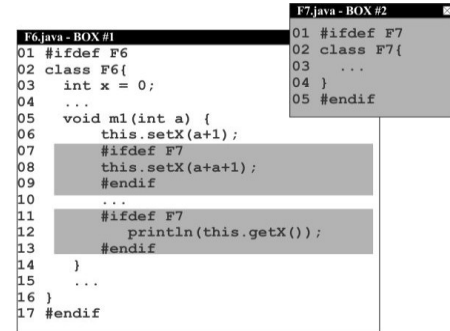 F6.java - BOX #1
01 #ifdef F6
02 class F6{
03   int x = 0;
04   ...
05   void m1(int a) {
06       this.setX(a+1);
07       #ifdef F7
08       this.setX(a+a+1);
09       #endif
10       ...
11       #ifdef F7
12          println(this.getX());
13       #endif
14    }
15    ...
16 }
17 #endif
F7.java - BOX #2
01 #ifdef F7
02 class F7{
03    ...
04 }
05 #endif